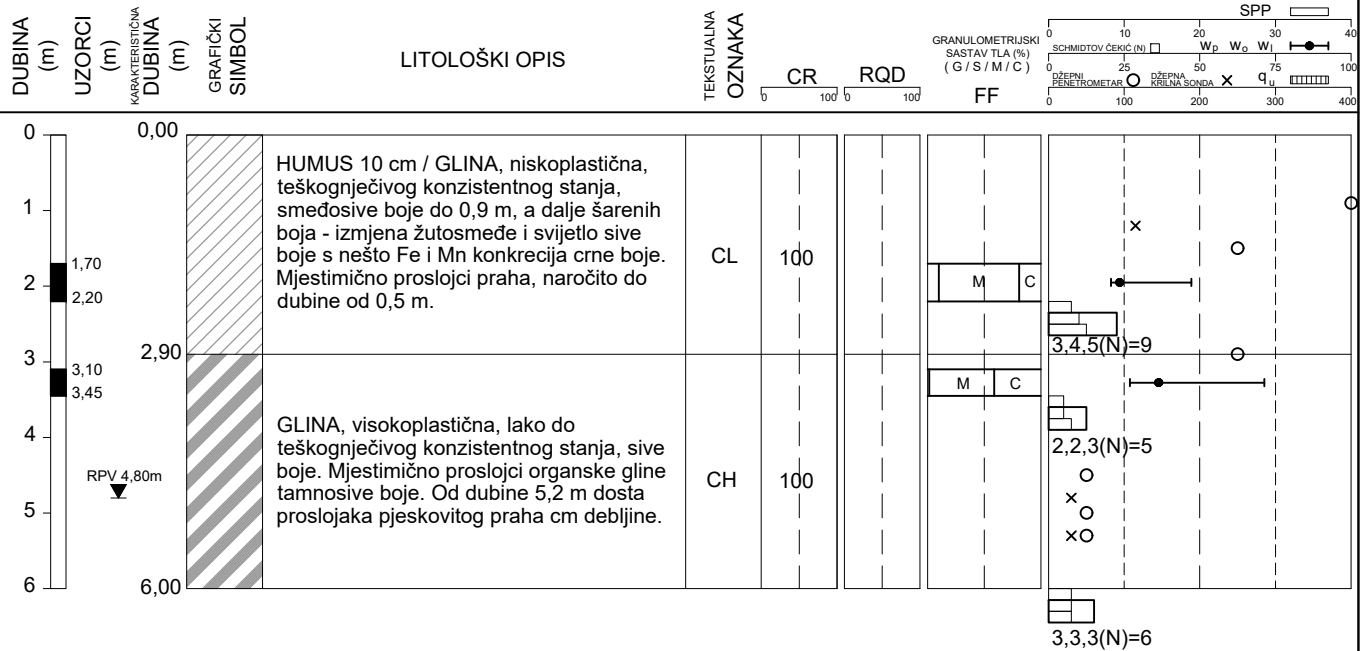 DUBINA
(m)
UZORCI
(m)
KARAKTERISTIČNA
DUBINA
(m)
GRAFIČKI
SIMBOL
LITOLOŠKI OPIS
TEKSTUALNA
OZNAKA
CR
0 100
RQD
0 100
GRANULOMETRIJSKI
SASTAV TLA (%)
( G / S / M / C )
FF
SPP
0 10 20 30 40
SCHMIDTOV ČEKIĆ (N) Wp Wo Wl
0 25 50 75 100
DŽEPNI
PENETROMETAR
DŽEPNA
KRILNA SONDA
qu
0 100 200 300 400
0
1
2
3
4
5
6
1,70
2,20
3,10
3,45
RPV 4,80m
0,00
2,90
6,00
HUMUS 10 cm / GLINA, niskoplastična,
teškognječivog konzistentnog stanja,
smeđosive boje do 0,9 m, a dalje šarenih
boja - izmjena žutosmeđe i svijetlo sive
boje s nešto Fe i Mn konkrecija crne boje.
Mjestimično proslojci praha, naročito do
dubine od 0,5 m.
CL
100
M C
3,4,5(N)=9
GLINA, visokoplastična, lako do
teškognječivog konzistentnog stanja, sive
boje. Mjestimično proslojci organske gline
tamnosive boje. Od dubine 5,2 m dosta
proslojaka pjeskovitog praha cm debljine.
CH
100
M C
2,2,3(N)=5
3,3,3(N)=6